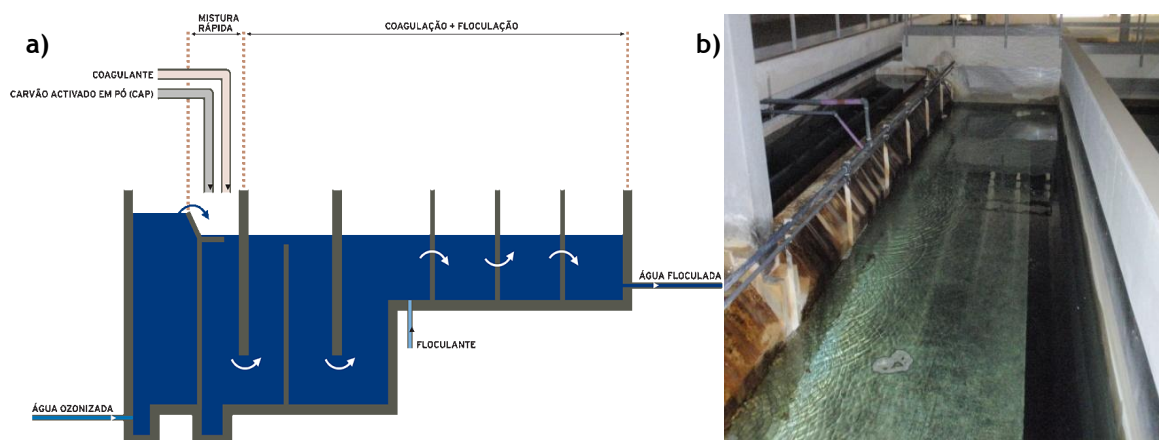 a)
MISTURA
RÁPIDA
COAGULAÇÃO + FLOCULAÇÃO
b)
COAGULANTE
CARVÃO ACTIVADO EM PÓ (CAP)
ÁGUA FLOCULADA
FLOCULANTE
ÁGUA OZONIZADA